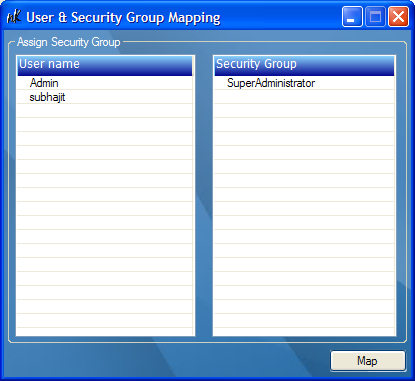 User & Security Group Mapping
Assign Security Group
User name
Admin
subhajit
Security Group
SuperAdministrator
Map